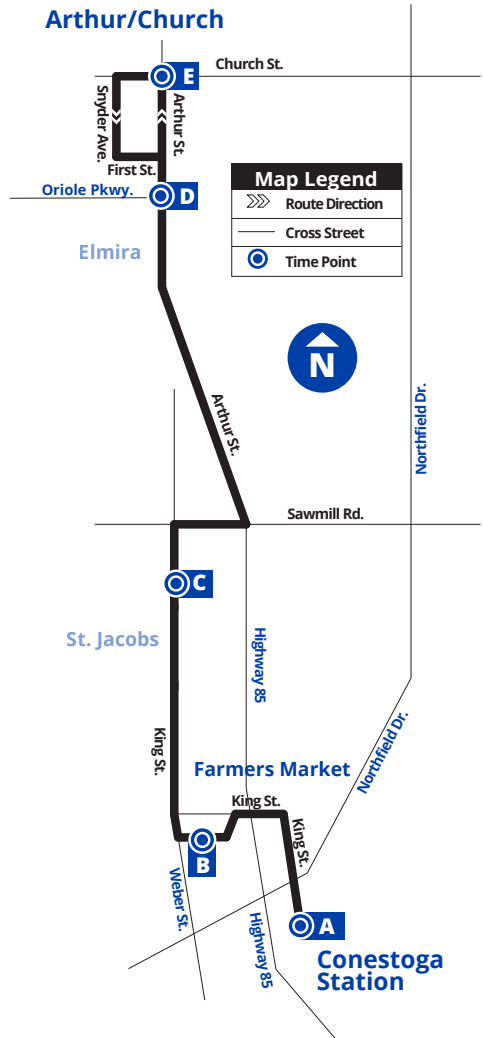 Arthur/Church
Church St.
E
Snyder Ave.
Arthur St.
First St.
Oriole Pkwy.
D
Map Legend
Route Direction
Cross Street
Time Point
Elmira
N
Northfield Dr.
Arthur St.
Sawmill Rd.
C
St. Jacobs
Highway 85
King St.
Northfield Dr.
Farmers Market
King St.
King St.
B
Weber St.
Highway 85
A
Conestoga
Station